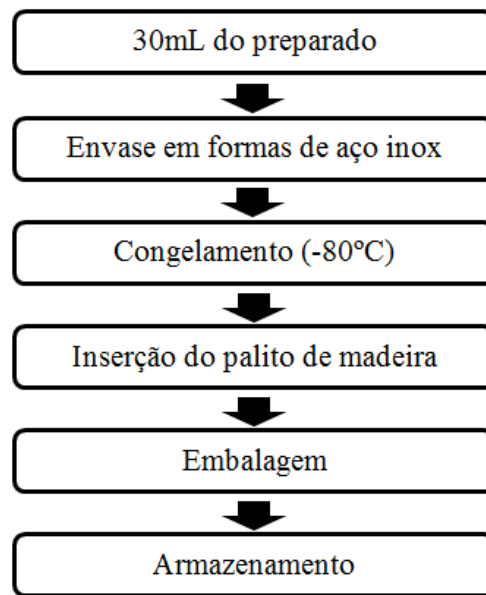 30mL do preparado
Envase em formas de aço inox
Congelamento (-80ºC)
Inserção do palito de madeira
Embalagem
Armazenamento